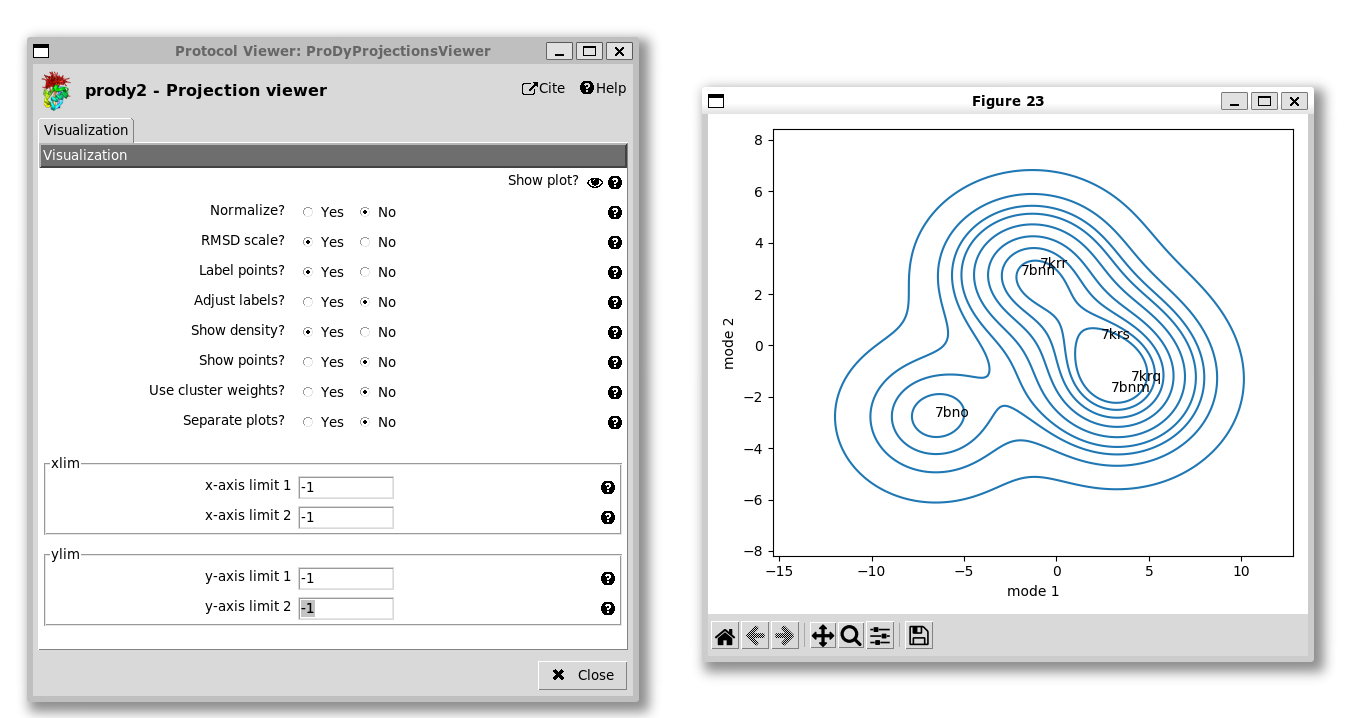 Protocol Viewer: ProDyProjectionsViewer
prody2 - Projection viewer
Cite
Help
Visualization
Visualization
Show plot?
Normalize? Yes No
RMSD scale? Yes No
Label points? Yes No
Adjust labels? Yes No
Show density? Yes No
Show points? Yes No
Use cluster weights? Yes No
Separate plots? Yes No
xlim
x-axis limit 1 -1
x-axis limit 2 -1
ylim
y-axis limit 1 -1
y-axis limit 2 -1
Close
Figure 23
8
6
4
2
0
−2
−4
−6
−8
mode 2
7krr
7bnn
7krs
7krq
7bnm
7bno
−15 −10 −5 0 5 10
mode 1